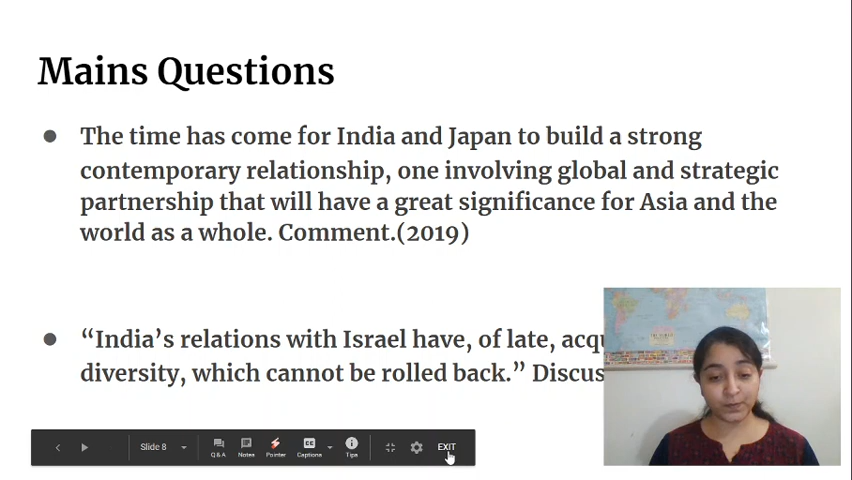 Mains Questions
● The time has come for India and Japan to build a strong
contemporary relationship, one involving global and strategic
partnership that will have a great significance for Asia and the
world as a whole. Comment.(2019)
● “India’s relations with Israel have, of late,
diversity, which cannot be rolled back.”
Slide 8
Q&A Notes Pointer Captions Tips EXIT